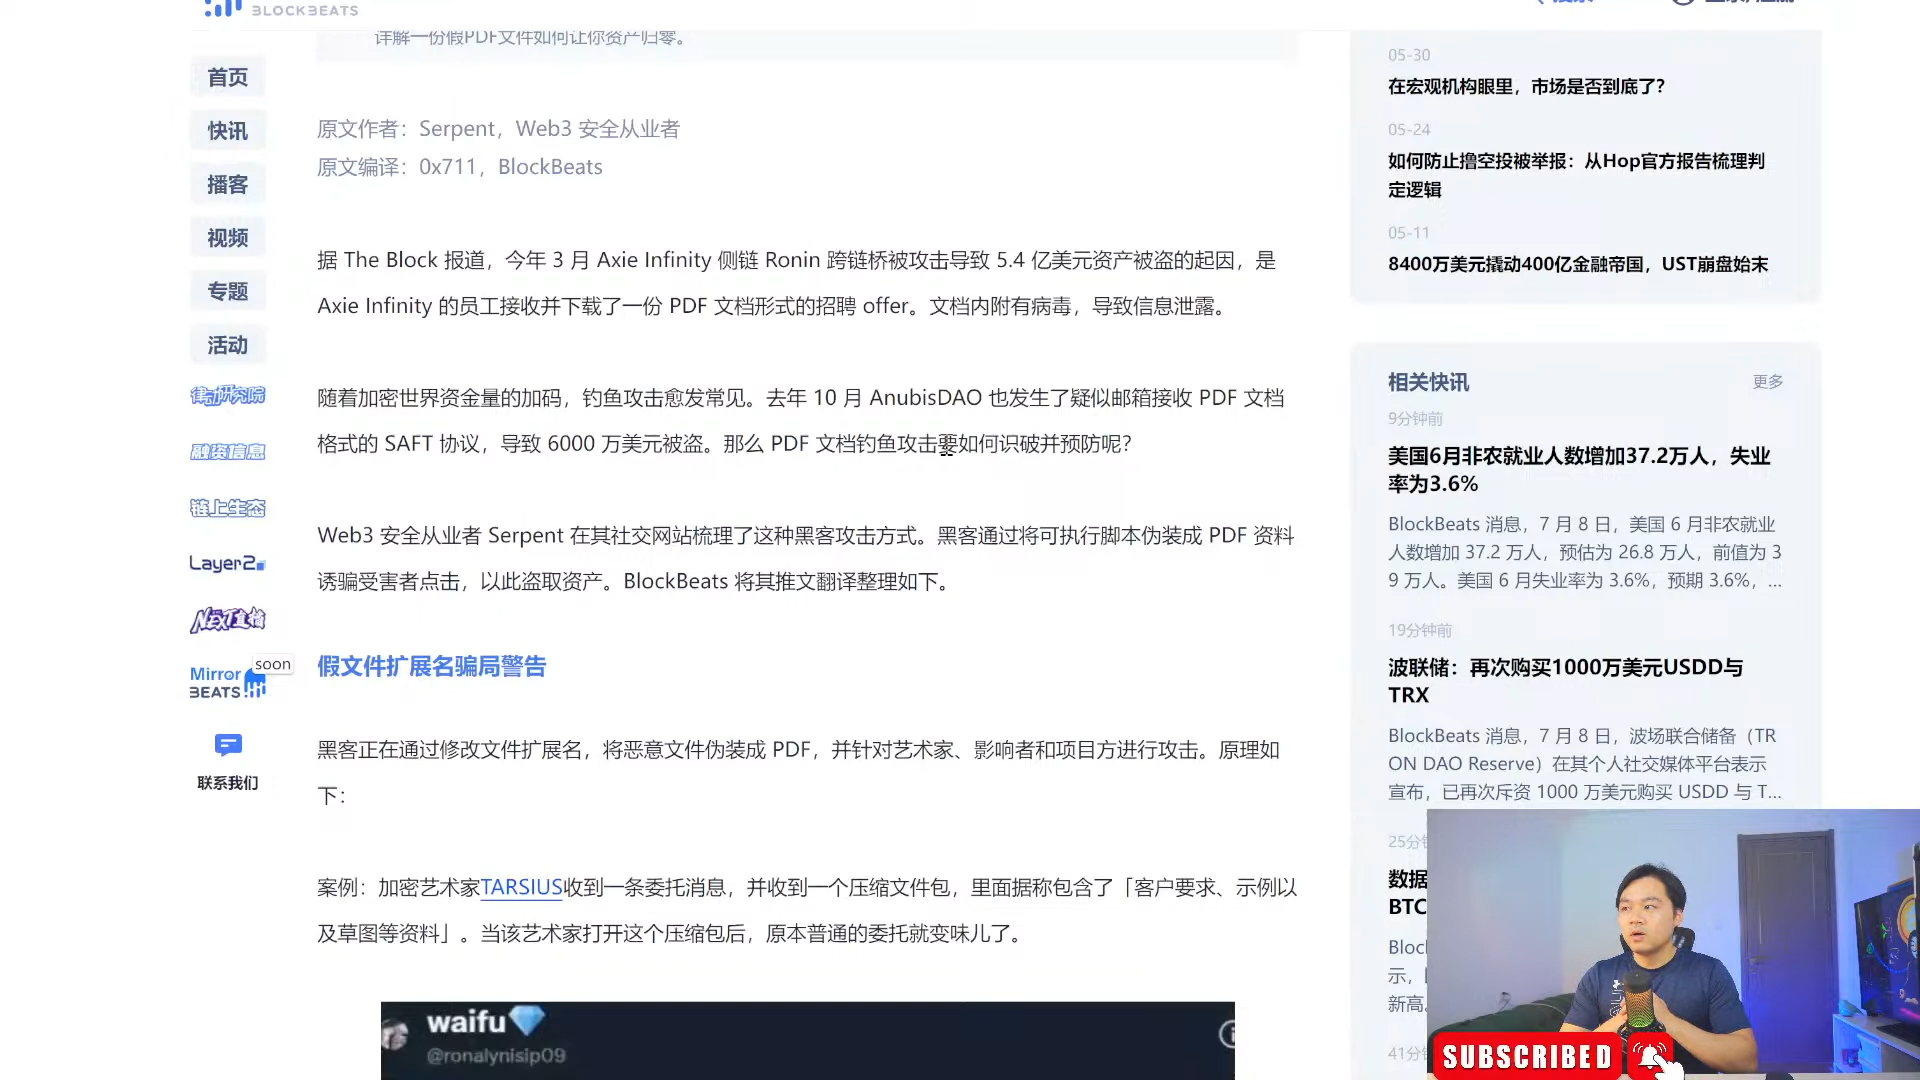 BLOCKBEATS
详解一份假PDF文件如何让你资产归零。
首页
快讯
播客
视频
专题
活动
律动研究院
融资信息
链上生态
Layer2
NEXT直播
soon
Mirror
BEATS
联系我们
原文作者：Serpent，Web3 安全从业者
原文编译：0x711，BlockBeats
据 The Block 报道，今年 3 月 Axie Infinity 侧链 Ronin 跨链桥被攻击导致 5.4 亿美元资产被盗的起因，是
Axie Infinity 的员工接收并下载了一份 PDF 文档形式的招聘 offer。文档内附有病毒，导致信息泄露。
随着加密世界资金量的加码，钓鱼攻击愈发常见。去年 10 月 AnubisDAO 也发生了疑似邮箱接收 PDF 文档
格式的 SAFT 协议，导致 6000 万美元被盗。那么 PDF 文档钓鱼攻击要如何识破并预防呢？
Web3 安全从业者 Serpent 在其社交网站梳理了这种黑客攻击方式。黑客通过将可执行脚本伪装成 PDF 资料
诱骗受害者点击，以此盗取资产。BlockBeats 将其推文翻译整理如下。
假文件扩展名骗局警告
黑客正在通过修改文件扩展名，将恶意文件伪装成 PDF，并针对艺术家、影响者和项目方进行攻击。原理如
下：
案例：加密艺术家TARSIUS收到一条委托消息，并收到一个压缩文件包，里面据称包含了「客户要求、示例以
及草图等资料」。当该艺术家打开这个压缩包后，原本普通的委托就变味儿了。
waifu
@ronalynisip09
05-30
在宏观机构眼里，市场是否到底了？
05-24
如何防止撸空投被举报：从Hop官方报告梳理判
定逻辑
05-11
8400万美元撬动400亿金融帝国，UST崩盘始末
相关快讯
更多
9分钟前
美国6月非农就业人数增加37.2万人，失业
率为3.6%
BlockBeats 消息，7 月 8 日，美国 6 月非农就业
人数增加 37.2 万人，预估为 26.8 万人，前值为 3
9 万人。美国 6 月失业率为 3.6%，预期 3.6%，...
19分钟前
波联储：再次购买1000万美元USDD与
TRX
BlockBeats 消息，7 月 8 日，波场联合储备（TR
ON DAO Reserve）在其个人社交媒体平台表示
宣布，已再次斥资 1000 万美元购买 USDD 与 T...
25分
数据
BTC
Bloc
示，
新高
41分
SUBSCRIBED